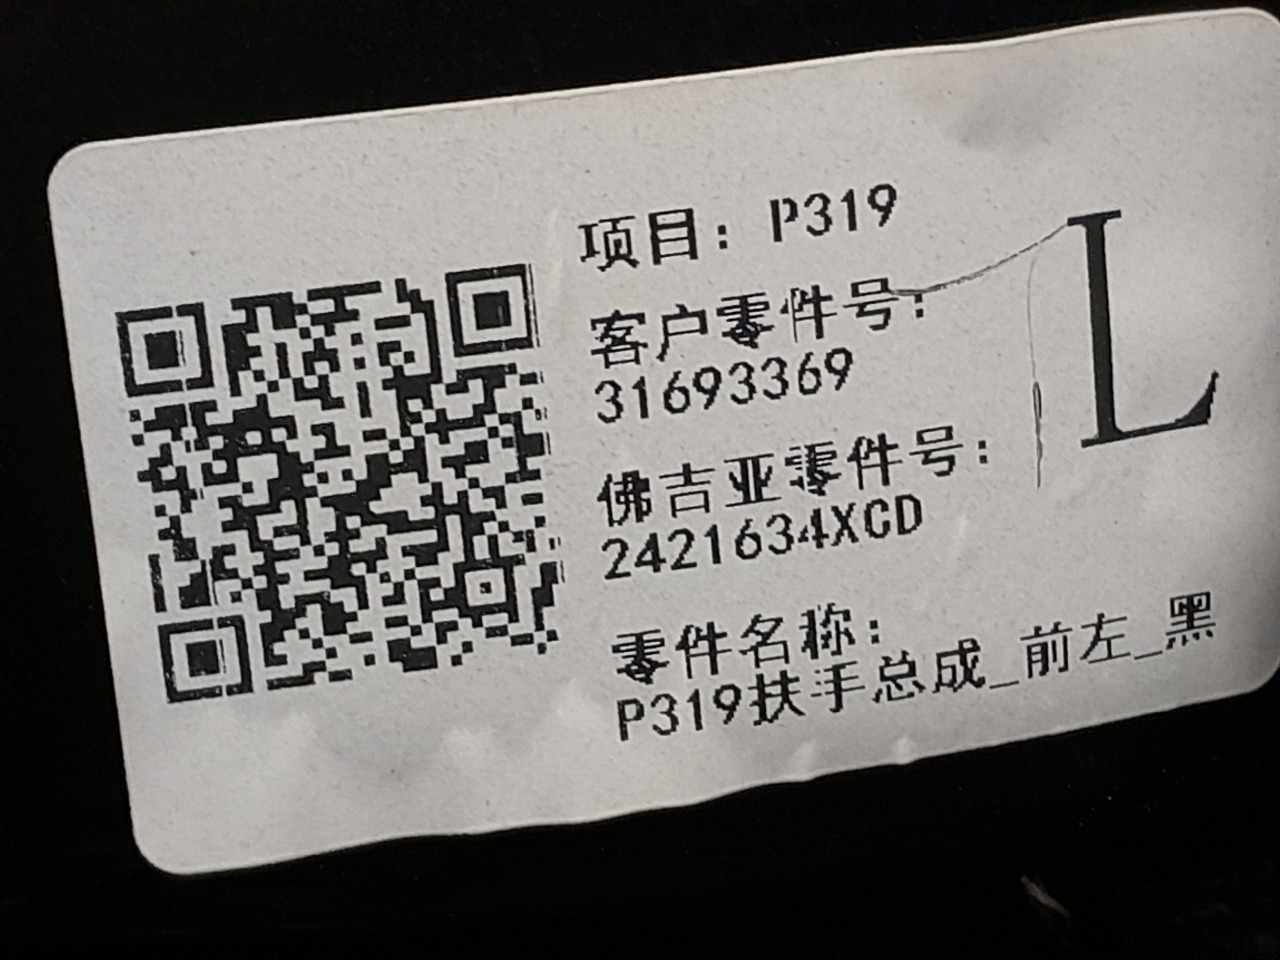 项目：P319
客户零件号：
31693369
佛吉亚零件号：
2421634XCD
零件名称：
P319扶手总成_前左_黑
L